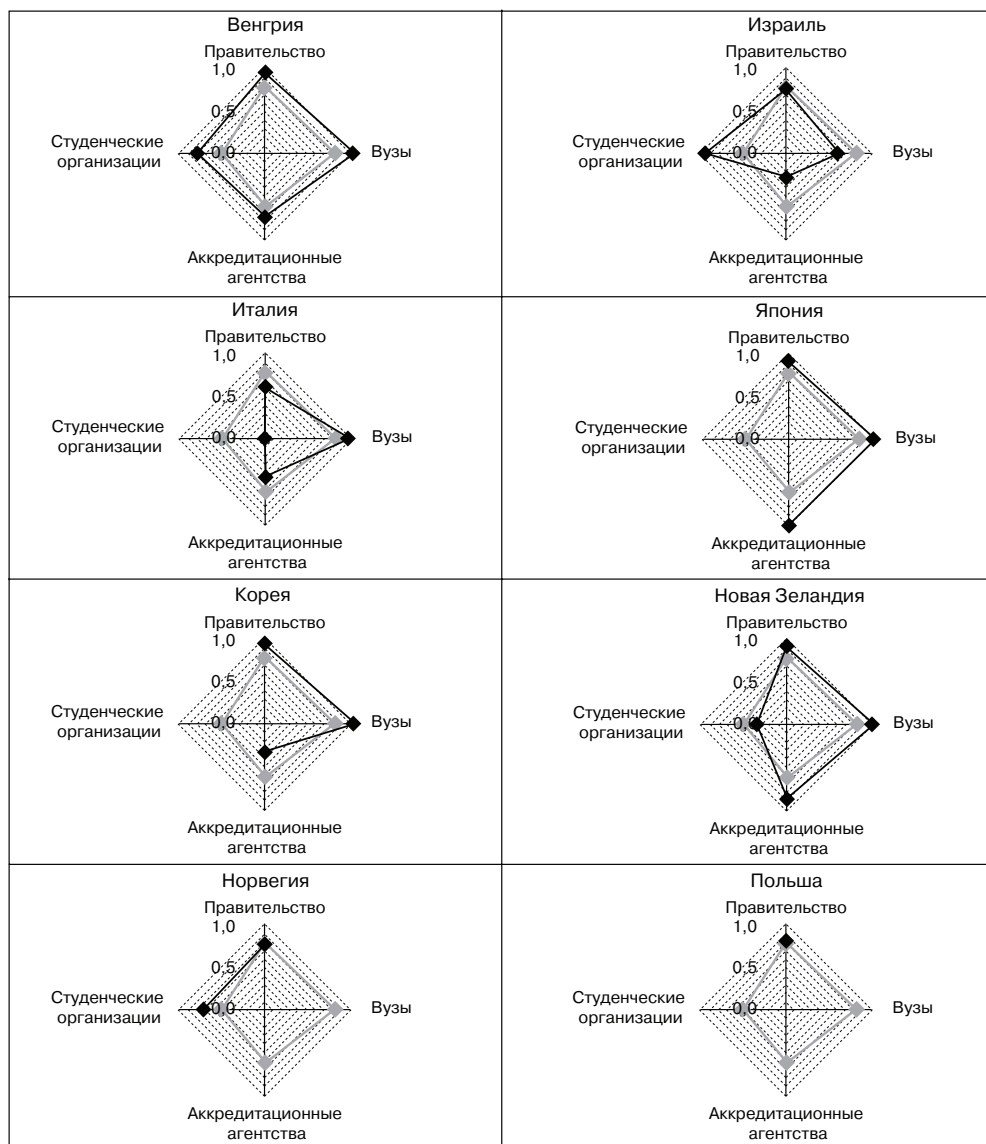 Венгрия
Правительство
1,0
0,5
Студенческие
организации
0,0
Вузы
Аккредитационные
агентства
Израиль
Правительство
1,0
0,5
Студенческие
организации
0,0
Вузы
Аккредитационные
агентства
Италия
Правительство
1,0
0,5
Студенческие
организации
0,0
Вузы
Аккредитационные
агентства
Япония
Правительство
1,0
0,5
Студенческие
организации
0,0
Вузы
Аккредитационные
агентства
Корея
Правительство
1,0
0,5
Студенческие
организации
0,0
Вузы
Аккредитационные
агентства
Новая Зеландия
Правительство
1,0
0,5
Студенческие
организации
0,0
Вузы
Аккредитационные
агентства
Норвегия
Правительство
1,0
0,5
Студенческие
организации
0,0
Вузы
Аккредитационные
агентства
Польша
Правительство
1,0
0,5
Студенческие
организации
0,0
Вузы
Аккредитационные
агентства